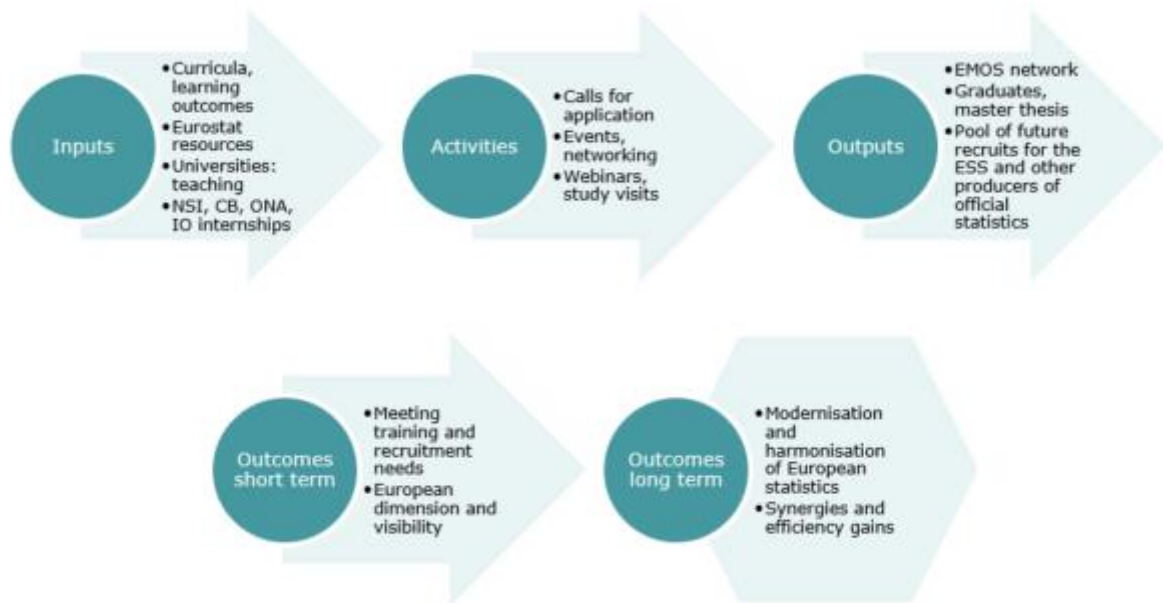 Inputs
•Curricula,
learning
outcomes
•Eurostat
resources
•Universities:
teaching
•NSI, CB, ONA,
IO internships
Activities
•Calls for
application
•Events,
networking
•Webinars,
study visits
Outputs
•EMOS network
•Graduates,
master thesis
•Pool of future
recruits for the
ESS and other
producers of
official
statistics
Outcomes
short term
•Meeting
training and
recruitment
needs
•European
dimension and
visibility
Outcomes
long term
•Modernisation
and
harmonisation
of European
statistics
•Synergies and
efficiency gains